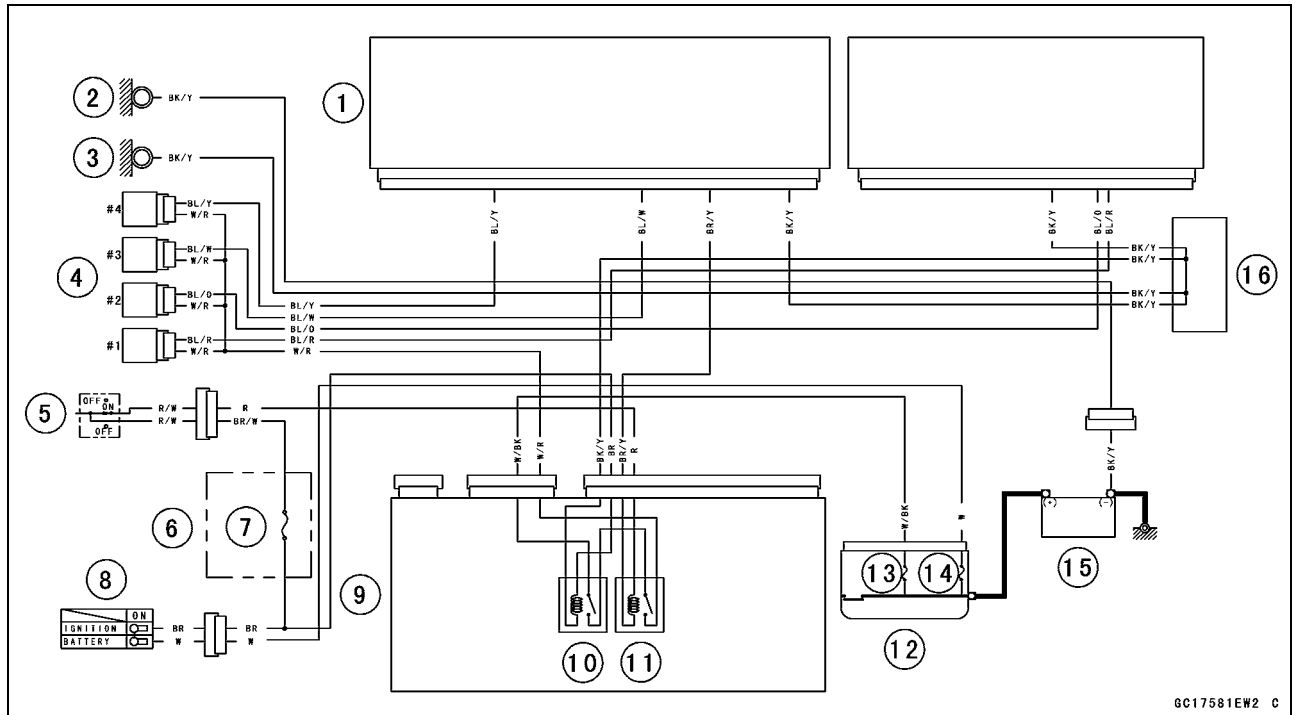 1
2
BK/Y
3
BK/Y
#4
BL/Y
W/R
#3
BL/W
W/R
4
#2
BL/O
W/R
#1
BL/R
W/R
BL/Y
BL/W
BL/O
BL/R
W/R
BL/Y
BL/W
BR/Y
BK/Y
BK/Y
BL/O
BL/R
BK/Y
BK/Y
BK/Y
BK/Y
16
5
OFF
ON
OFF
R/W
R
R/W
BR/W
6
7
8
ON
IGNITION
BR
BR
BATTERY
W
W
9
W/BK
W/R
BK/Y
BR
BR/Y
R
10
11
W/BK
W
13
14
12
BK/Y
(+)
(-)
15
GC17581EW2 C